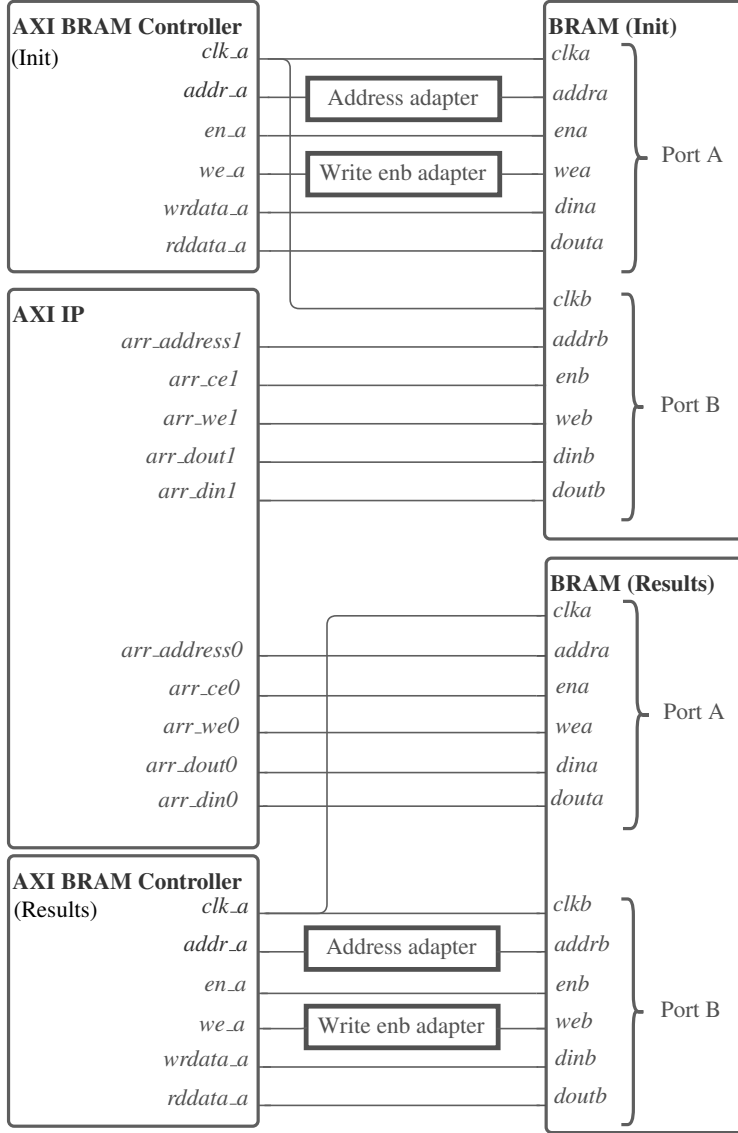 AXI BRAM Controller
(Init)
clk_a
addr_a
en_a
we_a
wrdata_a
rddata_a
Address adapter
Write enb adapter
BRAM (Init)
clka
addra
ena
wea
dina
douta
Port A
clkb
addrb
enb
web
dinb
doutb
Port B
AXI IP
arr_address1
arr_ce1
arr_we1
arr_dout1
arr_din1
arr_address0
arr_ce0
arr_we0
arr_dout0
arr_din0
BRAM (Results)
clka
addra
ena
wea
dina
douta
Port A
AXI BRAM Controller
(Results)
clk_a
addr_a
en_a
we_a
wrdata_a
rddata_a
Address adapter
Write enb adapter
clkb
addrb
enb
web
dinb
doutb
Port B